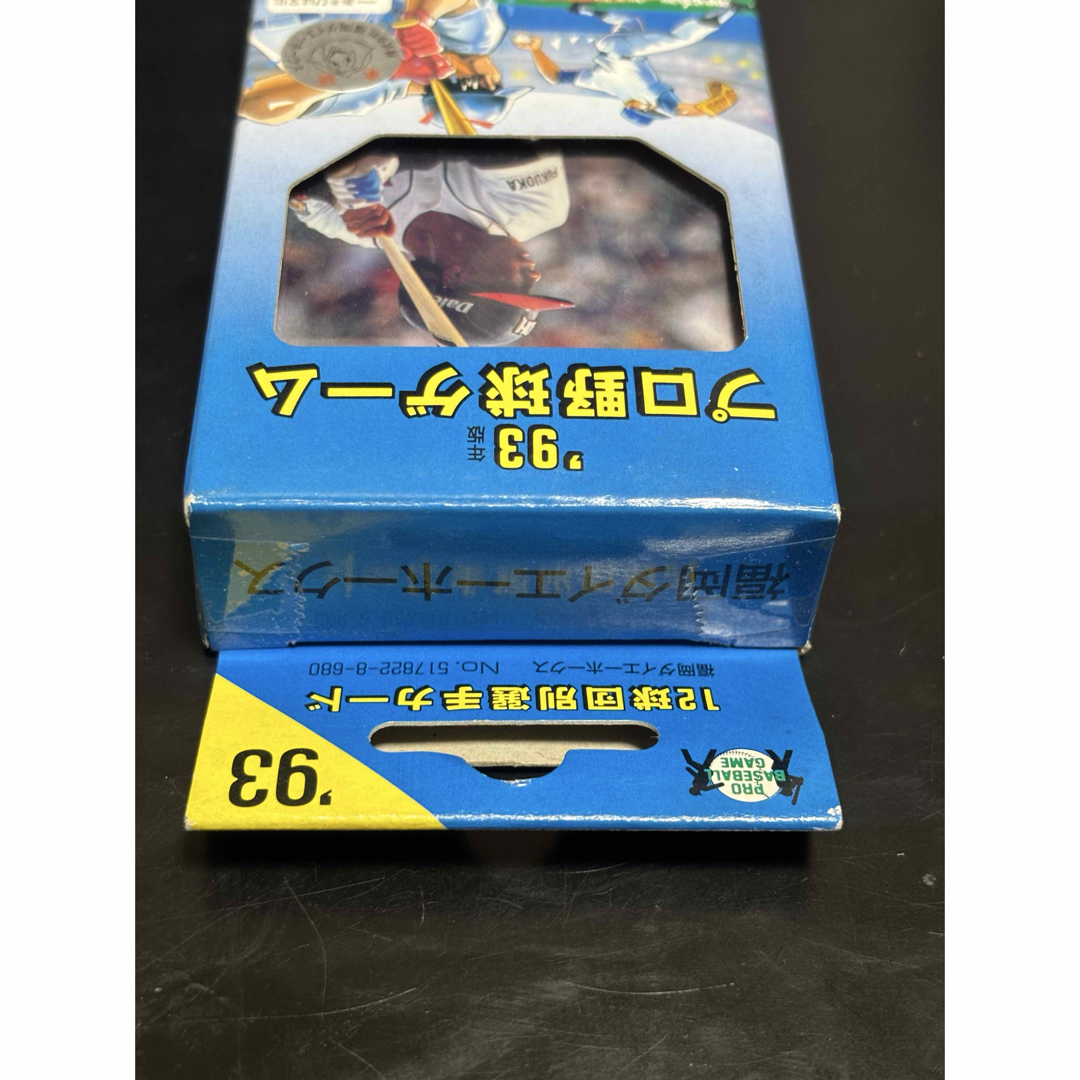 '93
PRO
BASEBALL
GAME
12球団別選手カード
福岡ダイエーホークス No. 517822-8-680
福岡ダイエーホークス
'93年版
プロ野球ゲーム
Daie
FUKUOKA